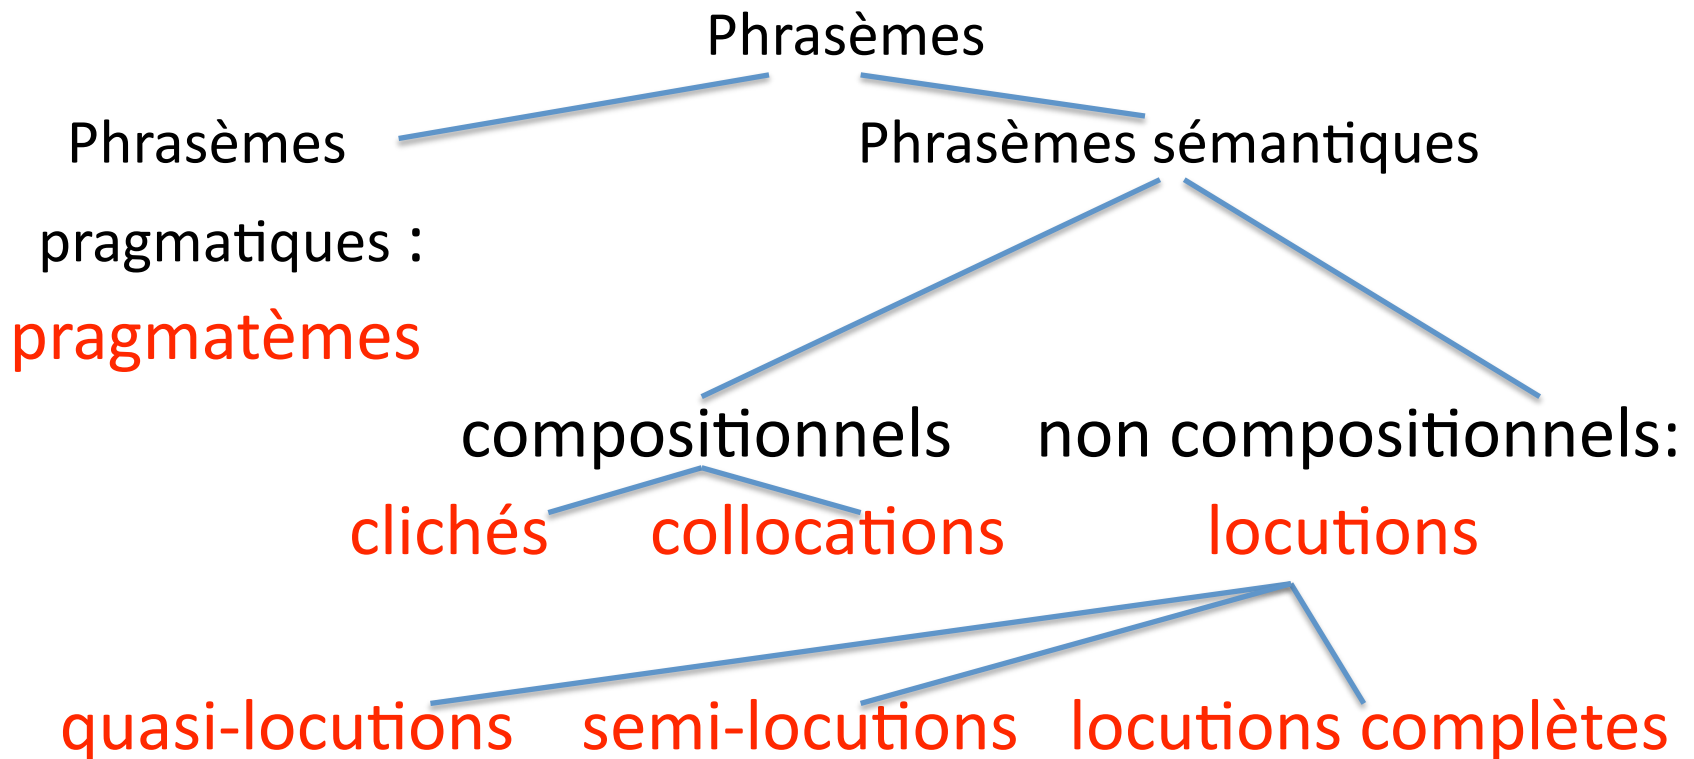 Phrasèmes
Phrasèmes
Phrasèmes sémantiques
pragmatiques :
pragmatèmes
compositionnels
non compositionnels:
clichés
collocations
locutions
quasi-locutions
semi-locutions
locutions complètes